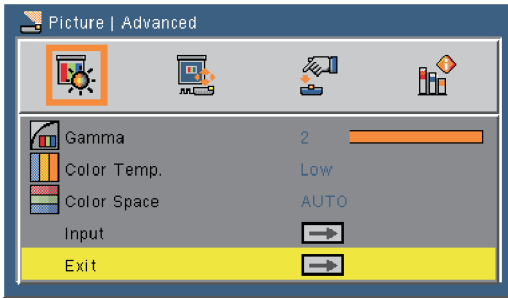 Picture | Advanced
Gamma 2
Color Temp. Low
Color Space AUTO
Input
Exit